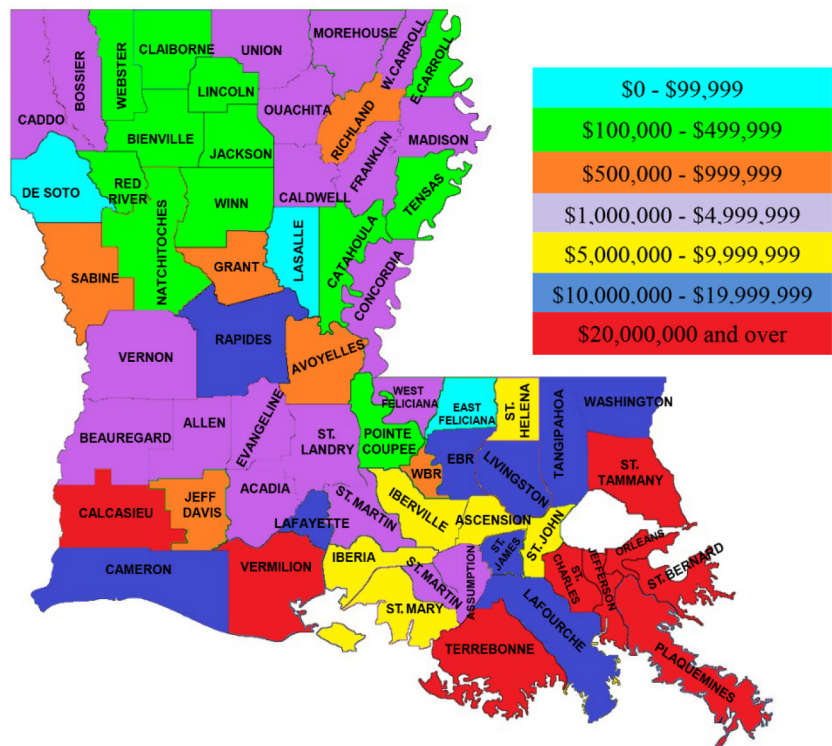 MOREHOUSE
CLAIBORNE
UNION
W.CARROLL
E.CARROLL
BOSSIER
WEBSTER
LINCOLN
OUACHITA
RICHLAND
CADDO
MADISON
BIENVILLE
JACKSON
FRANKLIN
DE SOTO
RED
RIVER
WINN
CALDWELL
TENSAS
NATCHITOCHES
LASALLE
CATAHOULA
SABINE
GRANT
CONCORDIA
RAPIDES
VERNON
AVOYELLES
WEST
FELICIANA
EAST
FELICIANA
ST.
HELENA
TANGIPAHOA
WASHINGTON
BEAUREGARD
ALLEN
EVANGELINE
ST.
LANDRY
POINTE
COUPEE
WBR
EBR
LIVINGSTON
ST.
TAMMANY
CALCASIEU
JEFF
DAVIS
ACADIA
LAFAYETTE
ST. MARTIN
IBERVILLE
ASCENSION
ST. JAMES
ST. JOHN
CAMERON
VERMILION
IBERIA
ST. MARTIN
ST. MARY
ASSUMPTION
LAFOURCHE
ST.
CHARLES
JEFFERSON
ORLEANS
ST. BERNARD
TERREBONNE
PLAQUEMINES
$0 - $99,999
$100,000 - $499,999
$500,000 - $999,999
$1,000,000 - $4,999,999
$5,000,000 - $9,999,999
$10,000,000 - $19,999,999
$20,000,000 and over